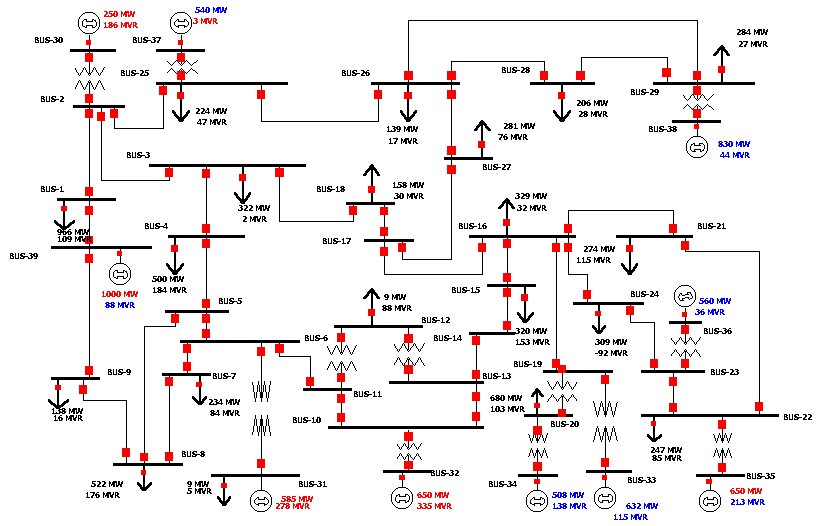 250 MW
186 MVR
540 MW
3 MVR
BUS-30
BUS-37
284 MW
27 MVR
BUS-25
BUS-26
BUS-28
BUS-29
BUS-2
224 MW
47 MVR
139 MW
17 MVR
206 MW
28 MVR
BUS-38
830 MW
44 MVR
281 MW
76 MVR
BUS-3
BUS-27
BUS-1
BUS-18
158 MW
30 MVR
329 MW
32 MVR
322 MW
2 MVR
966 MW
109 MVR
BUS-4
BUS-17
BUS-16
BUS-21
BUS-39
274 MW
115 MVR
1000 MW
88 MVR
500 MW
184 MVR
BUS-15
BUS-24
560 MW
36 MVR
9 MW
88 MVR
BUS-5
BUS-12
BUS-6
BUS-14
320 MW
153 MVR
309 MW
-92 MVR
BUS-36
BUS-9
BUS-7
BUS-13
BUS-19
BUS-23
BUS-11
138 MW
16 MVR
234 MW
84 MVR
680 MW
103 MVR
BUS-10
BUS-20
BUS-22
BUS-8
247 MW
85 MVR
522 MW
176 MVR
9 MW
5 MVR
BUS-31
BUS-32
BUS-34
BUS-33
BUS-35
585 MW
278 MVR
650 MW
335 MVR
508 MW
138 MVR
632 MW
115 MVR
650 MW
213 MVR